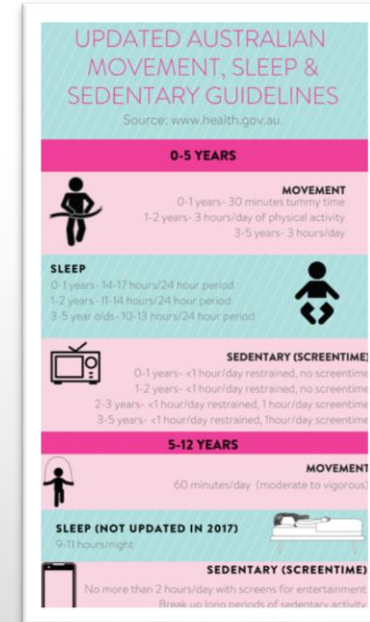 UPDATED AUSTRALIAN
MOVEMENT, SLEEP &
SEDENTARY GUIDELINES
Source: www.health.gov.au.
0-5 YEARS
MOVEMENT
0-1 years- 30 minutes tummy time
1-2 years- 3 hours/day of physical activity
3-5 years- 3 hours/day
SLEEP
0-1 years- 14-17 hours/24 hour period
1-2 years -11-14 hours/24 hour period
3-5 year olds- 10-13 hours/24 hour period
SEDENTARY (SCREENTIME)
0-1 years- <1 hour/day restrained, no screentime
1-2 years- <1 hour/day restrained, no screentime
2-3 years- <1 hour/day restrained, 1 hour/day screentime
3-5 years- <1 hour/day restrained, 1hour/day screentime
5-12 YEARS
MOVEMENT
60 minutes/day (moderate to vigorous)
SLEEP (NOT UPDATED IN 2017)
9-11 hours/night
SEDENTARY (SCREENTIME)
No more than 2 hours/day with screens for entertainment
Break up long periods of sedentary activity